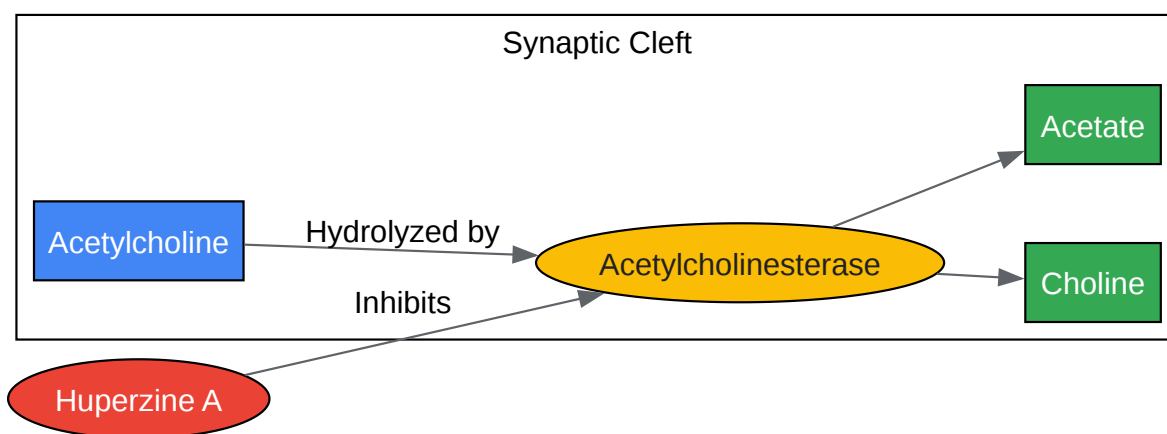 Synaptic Cleft
Acetate
Acetylcholine
Hydrolyzed by
Acetylcholinesterase
Choline
Inhibits
Huperzine A